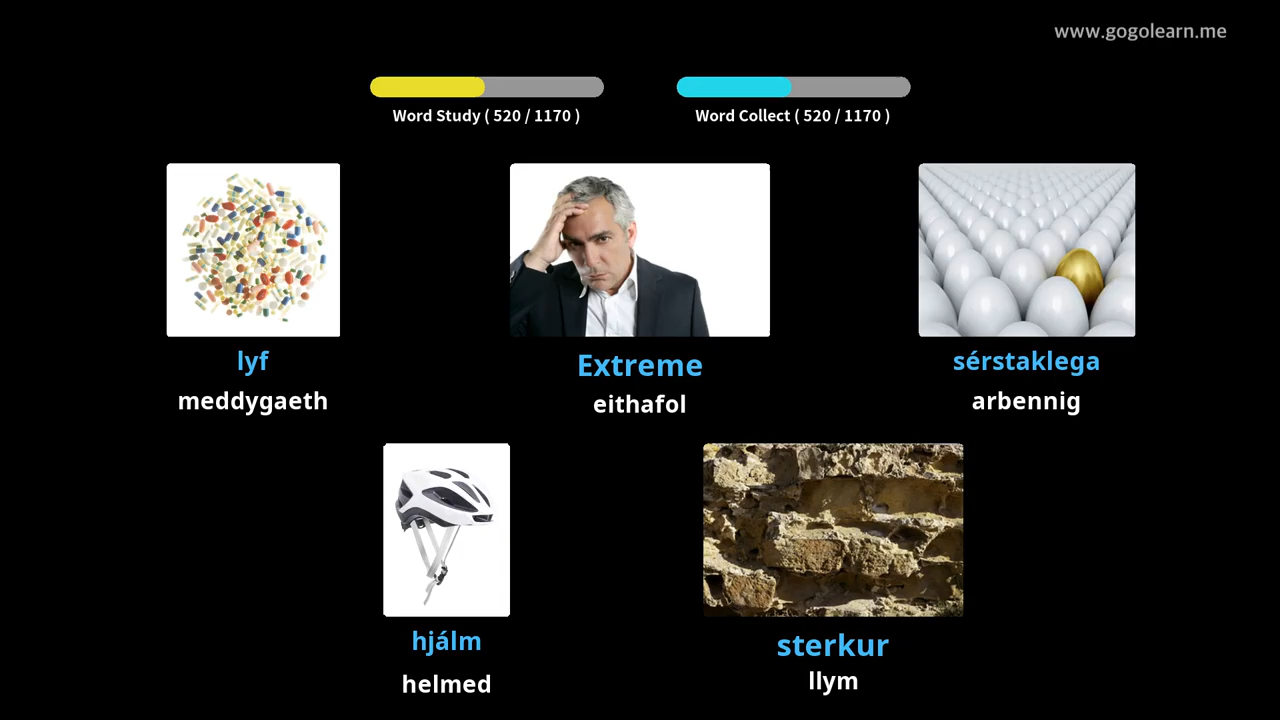 www.gogolearn.me
Word Study ( 520 / 1170 )
Word Collect ( 520 / 1170 )
lyf
meddygaeth
Extreme
eithafol
sérstaklega
arbennig
hjálm
helmed
sterkur
llym